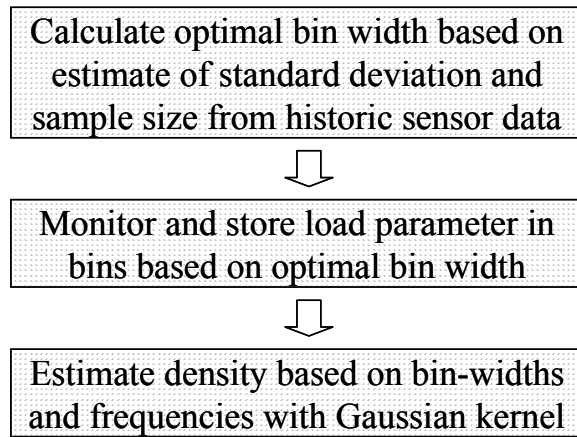 Calculate optimal bin width based on
estimate of standard deviation and
sample size from historic sensor data
Monitor and store load parameter in
bins based on optimal bin width
Estimate density based on bin-widths
and frequencies with Gaussian kernel